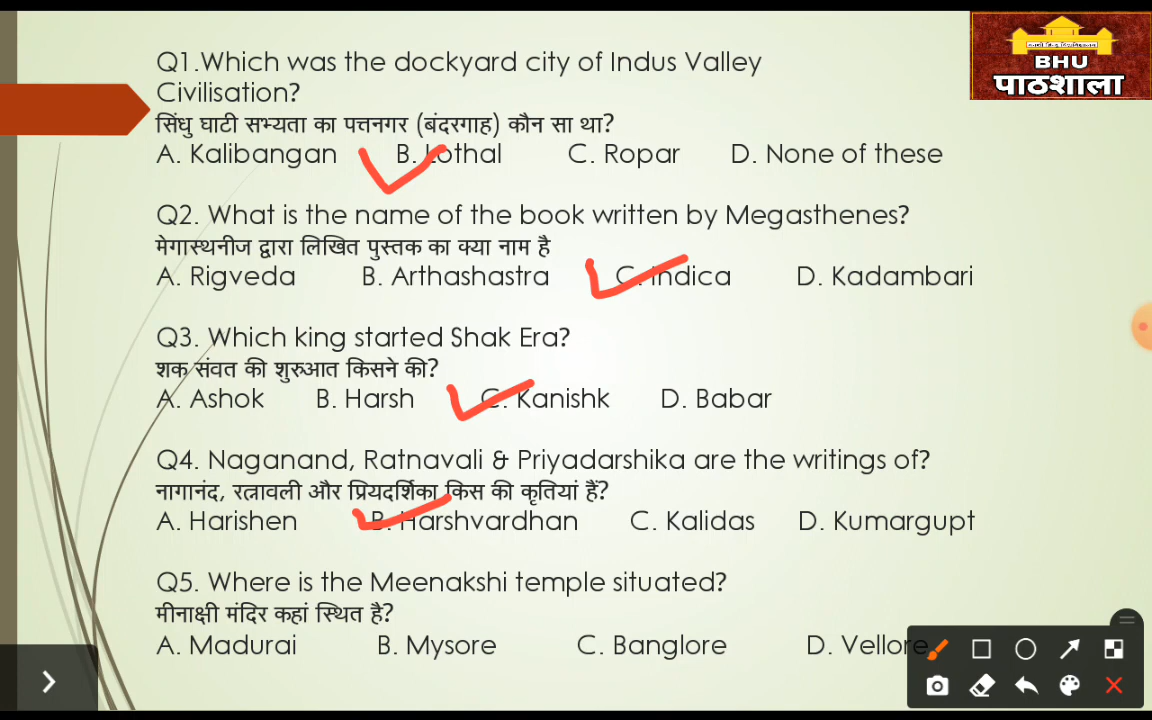 BHU
पाठशाला
Q1.Which was the dockyard city of Indus Valley
Civilisation?
सिंधु घाटी सभ्यता का पत्तनगर (बंदरगाह) कौन सा था?
A. Kalibangan B. Lothal C. Ropar D. None of these
Q2. What is the name of the book written by Megasthenes?
मेगास्थनीज द्वारा लिखित पुस्तक का क्या नाम है
A. Rigveda B. Arthashastra C. Indica D. Kadambari
Q3. Which king started Shak Era?
शक संवत की शुरुआत किसने की?
A. Ashok B. Harsh C. Kanishk D. Babar
Q4. Naganand, Ratnavali & Priyadarshika are the writings of?
नागानंद, रत्नावली और प्रियदर्शिका किस की कृतियां हैं?
A. Harishen B. Harshvardhan C. Kalidas D. Kumargupt
Q5. Where is the Meenakshi temple situated?
मीनाक्षी मंदिर कहां स्थित है?
A. Madurai B. Mysore C. Banglore D. Vellore